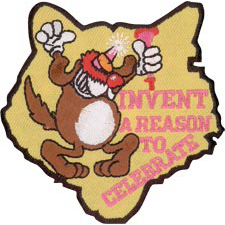 INVENT
A REASON
TO
CELEBRATE